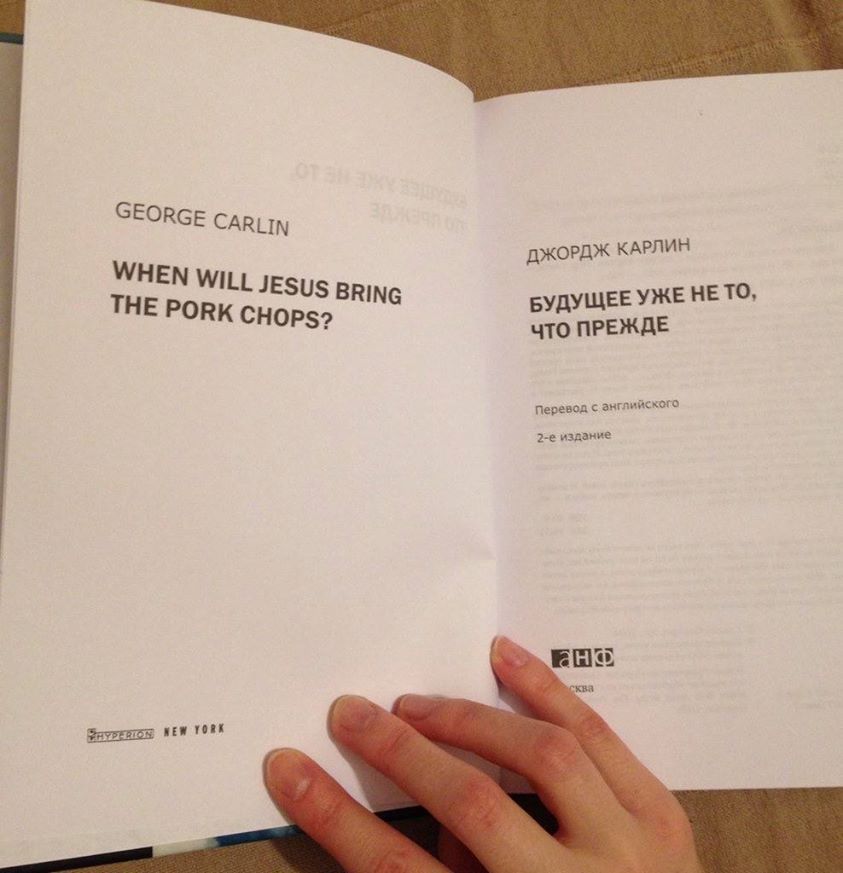 GEORGE CARLIN
WHEN WILL JESUS BRING
THE PORK CHOPS?
HYPERION NEW YORK
ДЖОРДЖ КАРЛИН
БУДУЩЕЕ УЖЕ НЕ ТО,
ЧТО ПРЕЖДЕ
Перевод с английского
2-е издание
анф